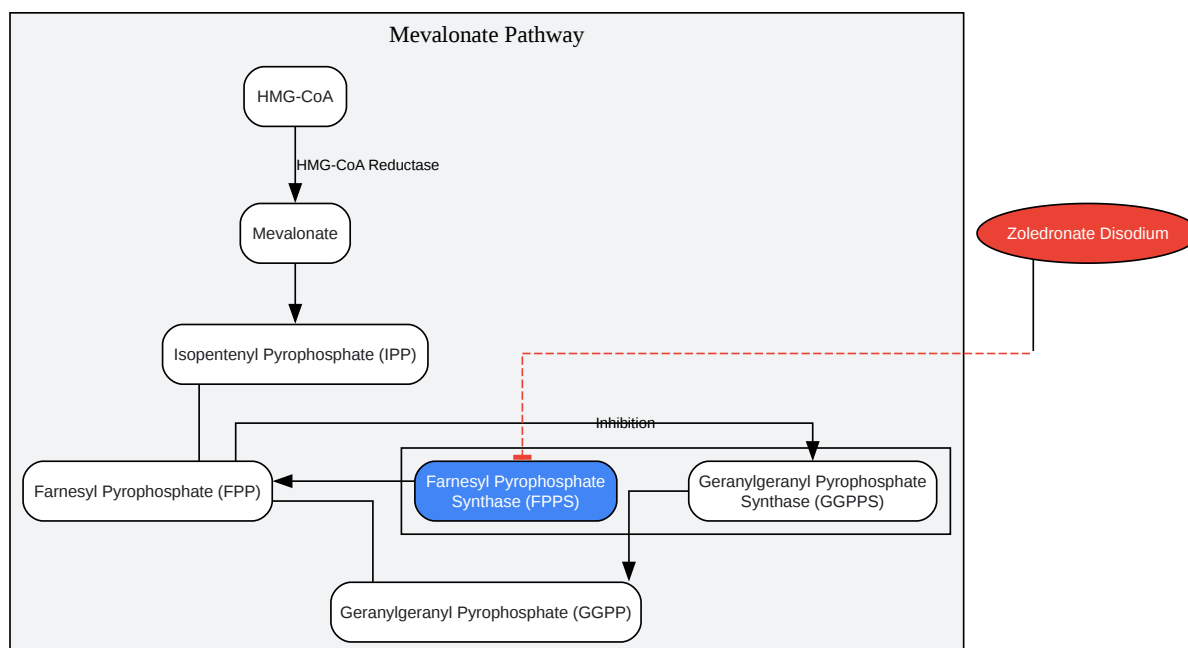 Mevalonate Pathway
HMG-CoA
HMG-CoA Reductase
Mevalonate
Zoledronate Disodium
Isopentenyl Pyrophosphate (IPP)
Inhibition
Farnesyl Pyrophosphate (FPP)
Farnesyl Pyrophosphate
Synthase (FPPS)
Geranylgeranyl Pyrophosphate
Synthase (GGPPS)
Geranylgeranyl Pyrophosphate (GGPP)